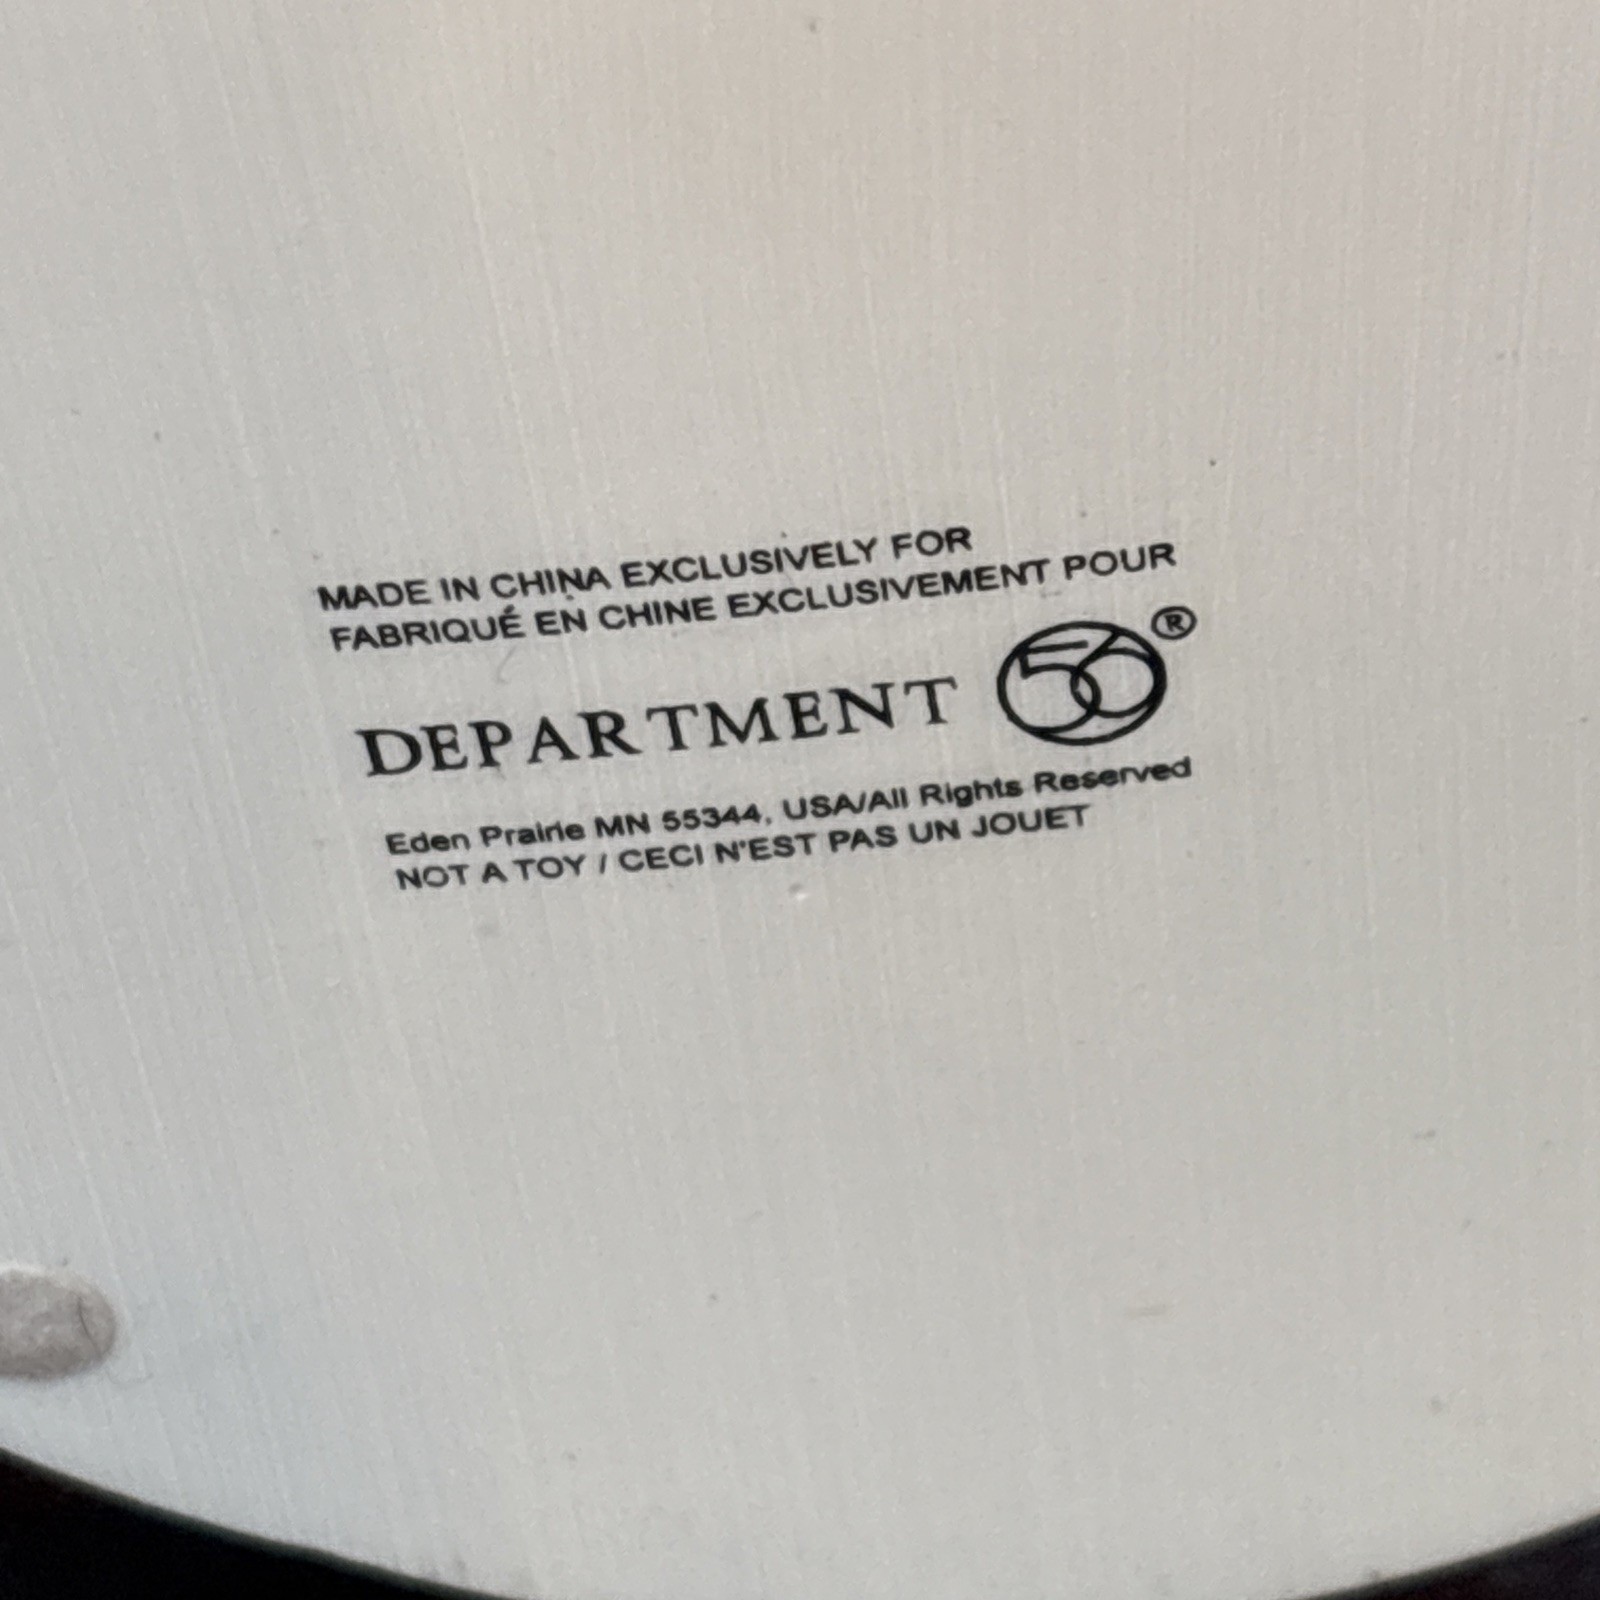 MADE IN CHINA EXCLUSIVELY FOR
FABRIQUÉ EN CHINE EXCLUSIVEMENT POUR
DEPARTMENT 56®
Eden Prairie MN 55344, USA/All Rights Reserved
NOT A TOY / CECI N'EST PAS UN JOUET